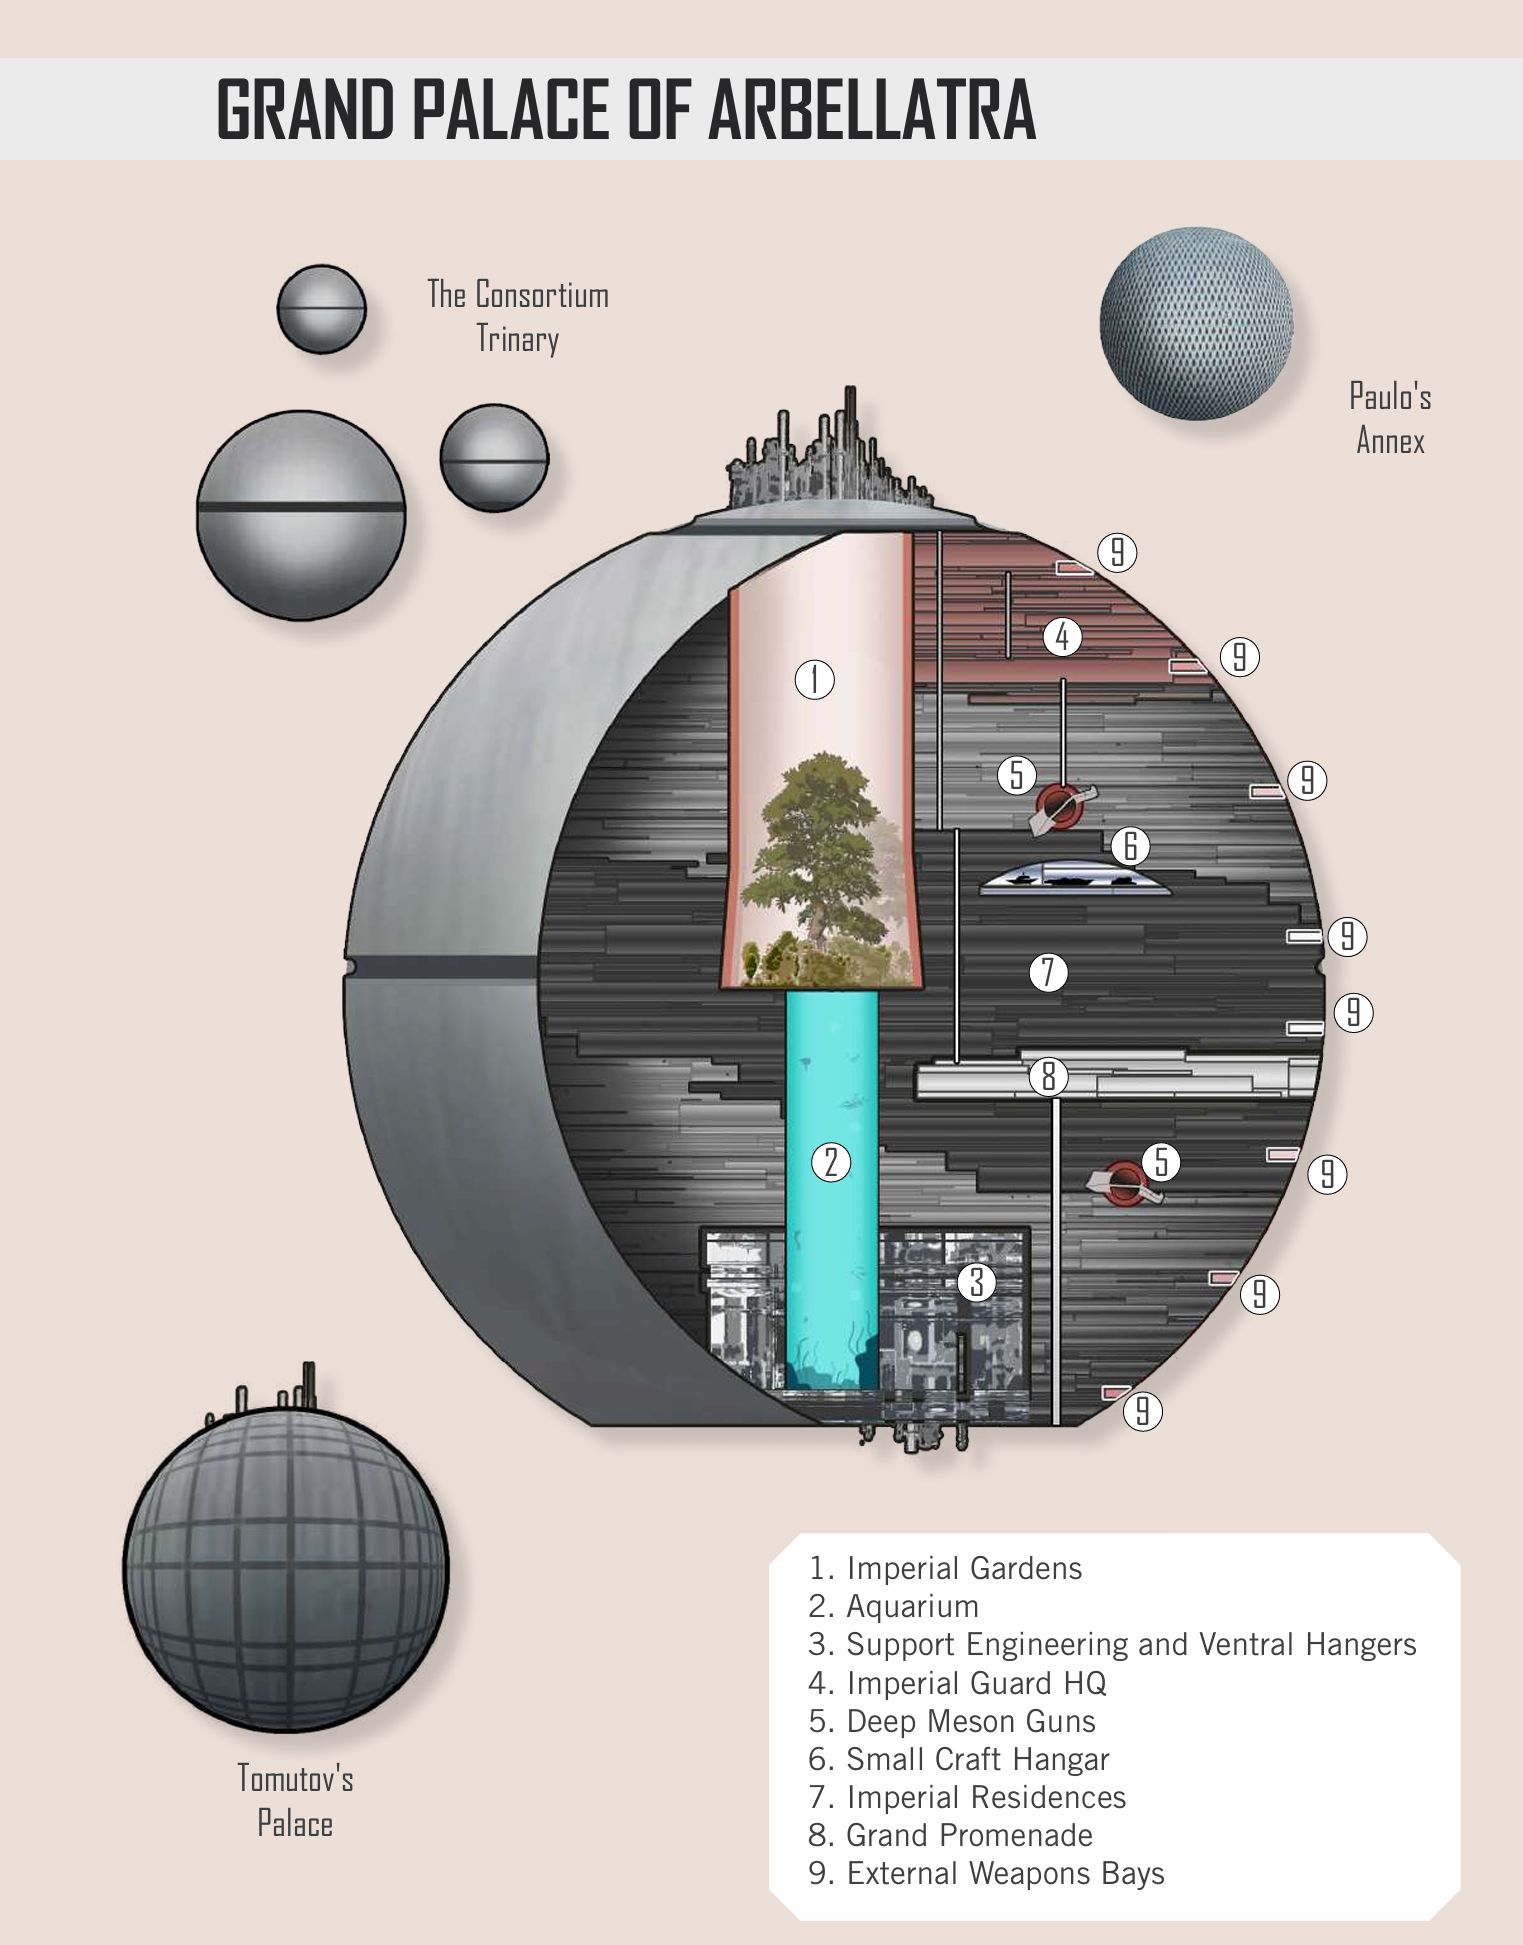 GRAND PALACE OF ARBELLATRA
The Consortium
Trinary
Paulo's
Annex
9
4
9
1
5
9
6
9
7
9
8
2
5
9
3
9
9
Tomutov's
Palace
1. Imperial Gardens
2. Aquarium
3. Support Engineering and Ventral Hangers
4. Imperial Guard HQ
5. Deep Meson Guns
6. Small Craft Hangar
7. Imperial Residences
8. Grand Promenade
9. External Weapons Bays